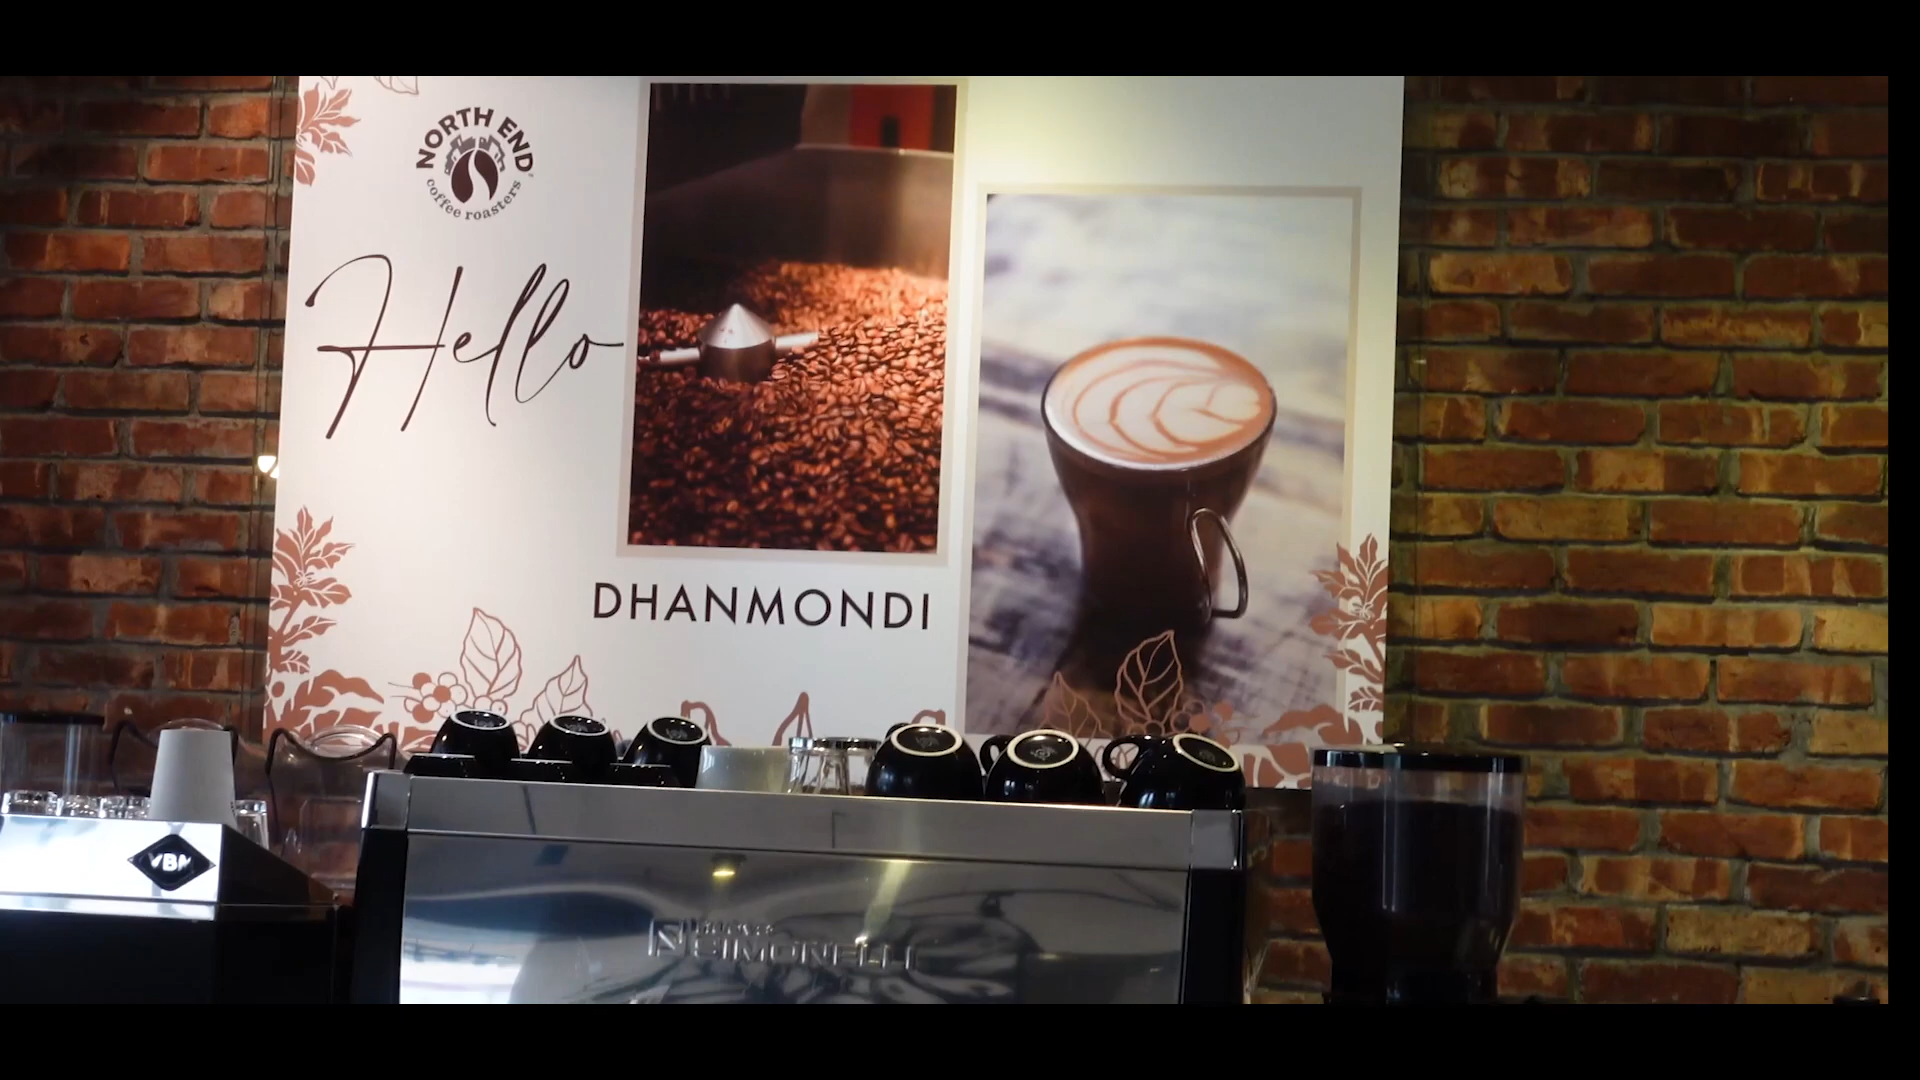 NORTH END
coffee roasters
Hello
DHANMONDI
VBM
SIMONELLI